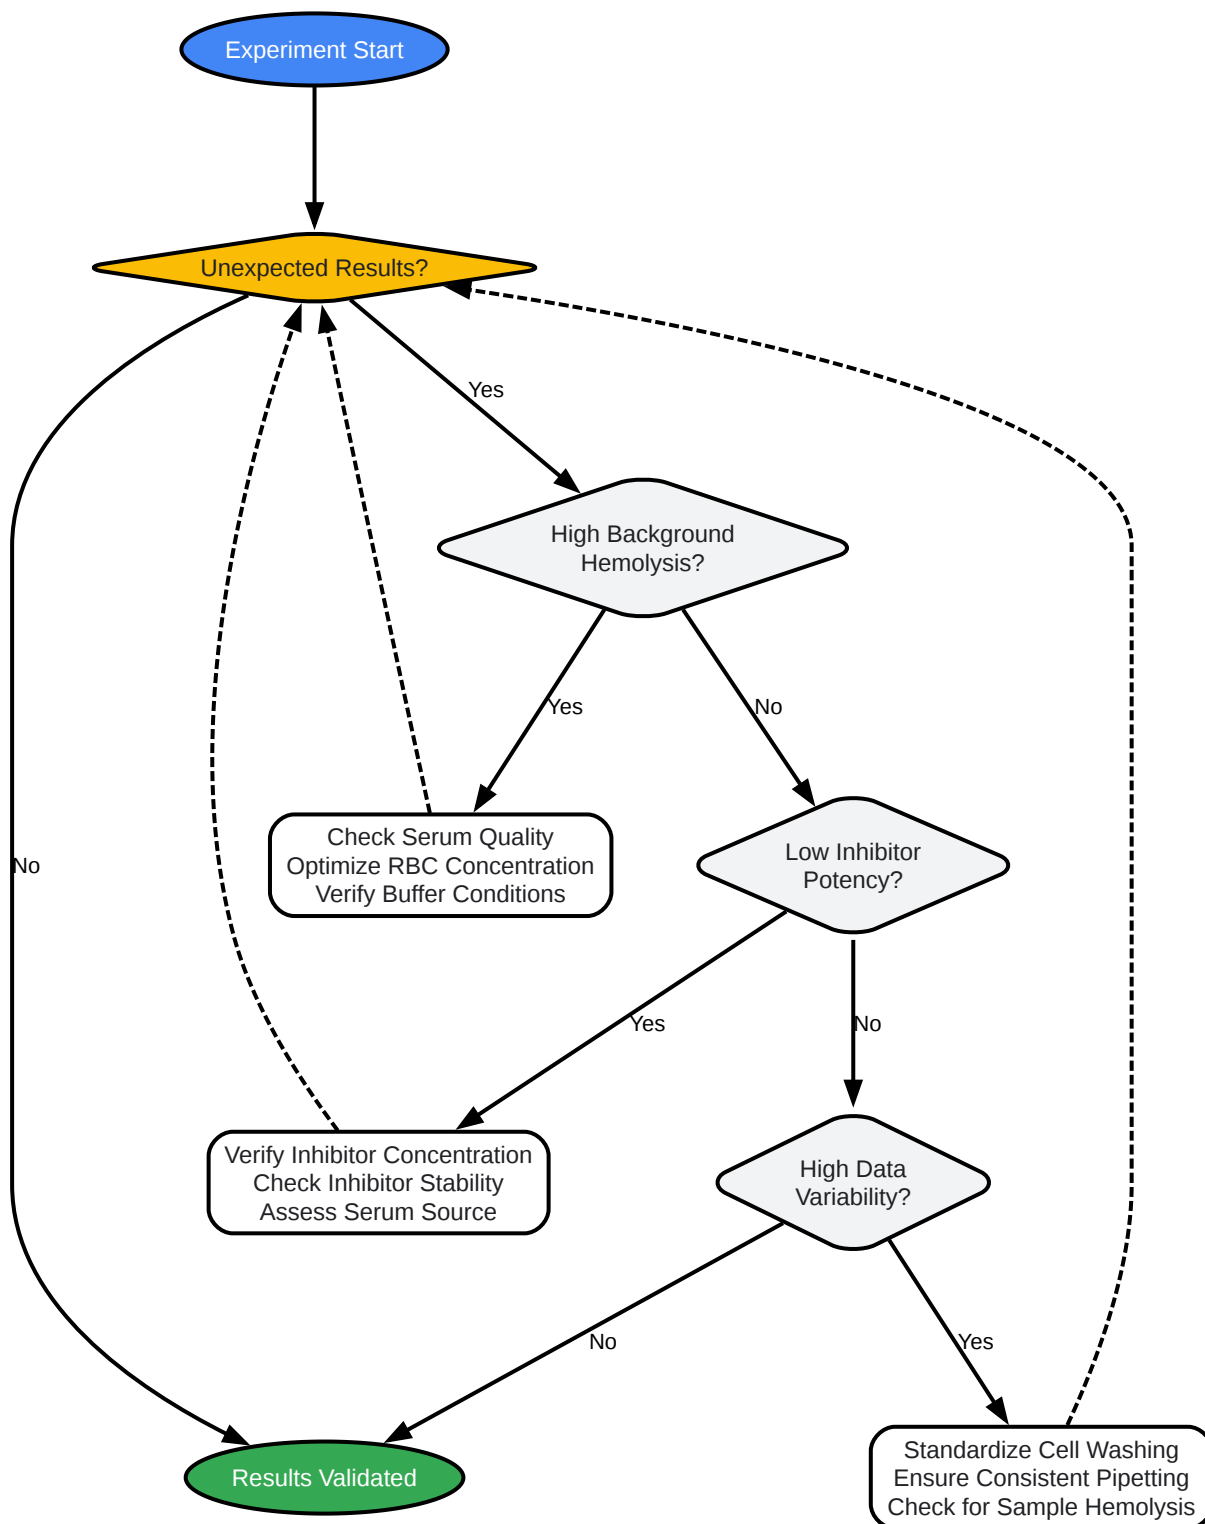 Experiment Start
Unexpected Results?
Yes
High Background
Hemolysis?
Yes
No
Check Serum Quality
Optimize RBC Concentration
Verify Buffer Conditions
Low Inhibitor
Potency?
No
Yes
No
Verify Inhibitor Concentration
Check Inhibitor Stability
Assess Serum Source
High Data
Variability?
No
Yes
Results Validated
Standardize Cell Washing
Ensure Consistent Pipetting
Check for Sample Hemolysis